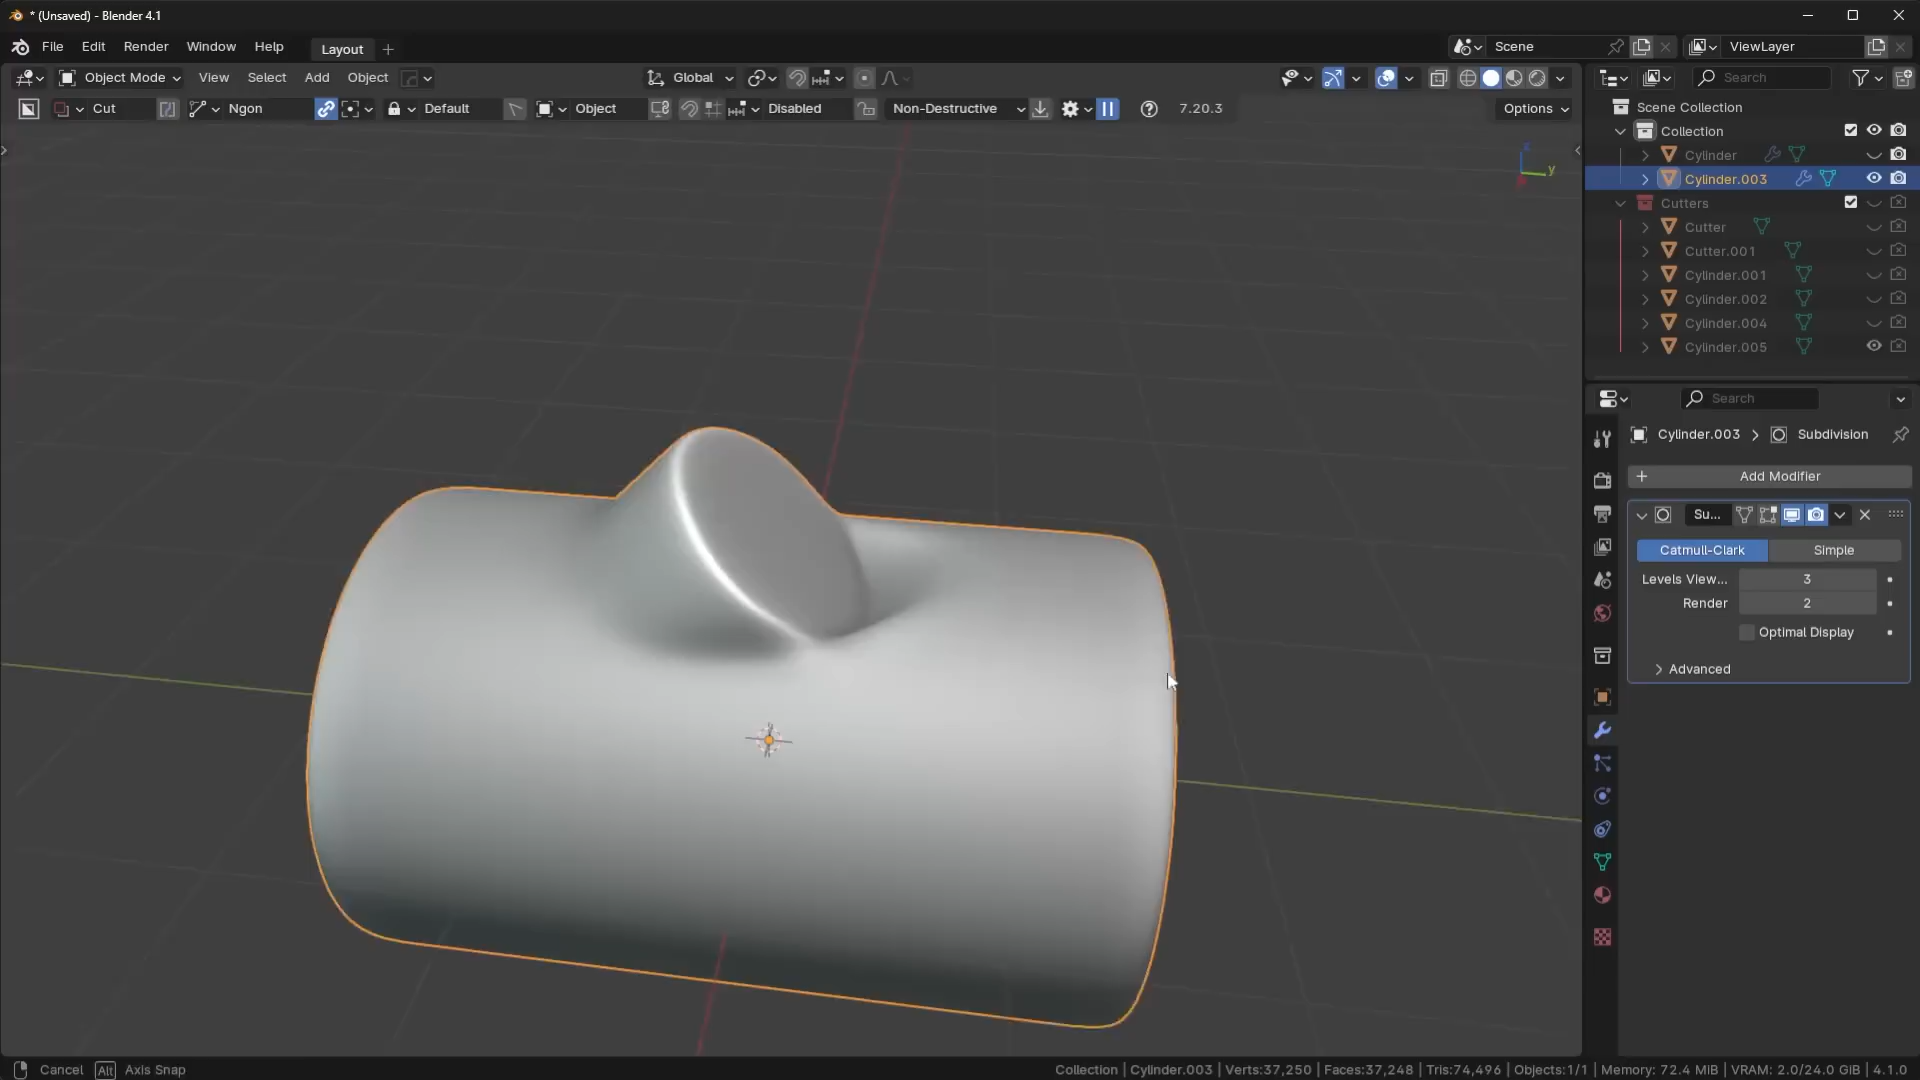 * (Unsaved) - Blender 4.1
File Edit Render Window Help Layout + Scene ViewLayer
Object Mode View Select Add Object Global Search
Cut Ngon Default Object Disabled Non-Destructive 7.20.3 Options
Scene Collection
Collection
Cylinder
Cylinder.003
Cutters
Cutter
Cutter.001
Cylinder.001
Cylinder.002
Cylinder.004
Cylinder.005
z
y
Search
Cylinder.003 > Subdivision
+ Add Modifier
Su...
Catmull-Clark Simple
Levels View... 3
Render 2
Optimal Display
Advanced
Cancel Alt Axis Snap Collection | Cylinder.003 | Verts:37,250 | Faces:37,248 | Tris:74,496 | Objects:1/1 | Memory: 72.4 MiB | VRAM: 2.0/24.0 GiB | 4.1.0